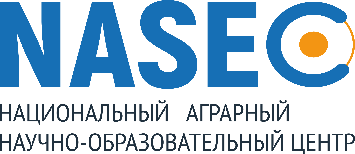 NASEC
НАЦИОНАЛЬНЫЙ АГРАРНЫЙ
НАУЧНО-ОБРАЗОВАТЕЛЬНЫЙ ЦЕНТР